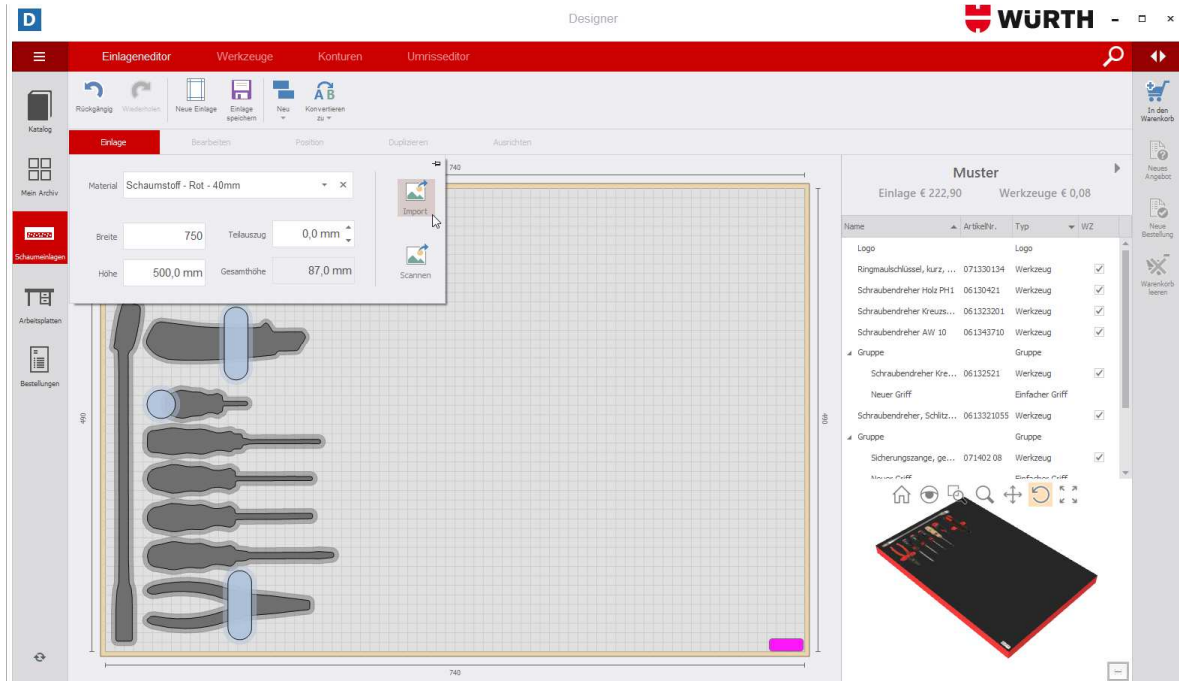 D
Designer
WÜRTH
Einlageneditor
Werkzeuge
Konturen
Umrisseditor
Katalog
Mein Archiv
Schaumeinlagen
Arbeitsplatten
Bestellungen
Rückgängig
Wiederholen
Neue Einlage
Einlage
speichern
Neu
A B
Konvertieren
zu
Einlage
Bearbeiten
Position
Duplizieren
Ausrichten
Material
Schaumstoff - Rot - 40mm
Breite
750
Teilauszug
0,0 mm
Höhe
500,0 mm
Gesamthöhe
87,0 mm
Import
Scannen
740
490
490
740
Muster
Einlage € 222,90
Werkzeuge € 0,08
Name
ArtikelNr.
Typ
WZ
Logo
Logo
Ringmaulschlüssel, kurz, ... 071330134 Werkzeug
Schraubendreher Holz PH1 06130421 Werkzeug
Schraubendreher Kreuzs... 061323201 Werkzeug
Schraubendreher AW 10 061343710 Werkzeug
Gruppe Gruppe
Schraubendreher Kre... 06132521 Werkzeug
Neuer Griff Einfacher Griff
Schraubendreher, Schlitz... 0613321055 Werkzeug
Gruppe Gruppe
Sicherungszange, ge... 071402 08 Werkzeug
Neuer Griff Einfacher Griff
In den
Warenkorb
Neues
Angebot
Neue
Bestellung
Warenkorb
leeren